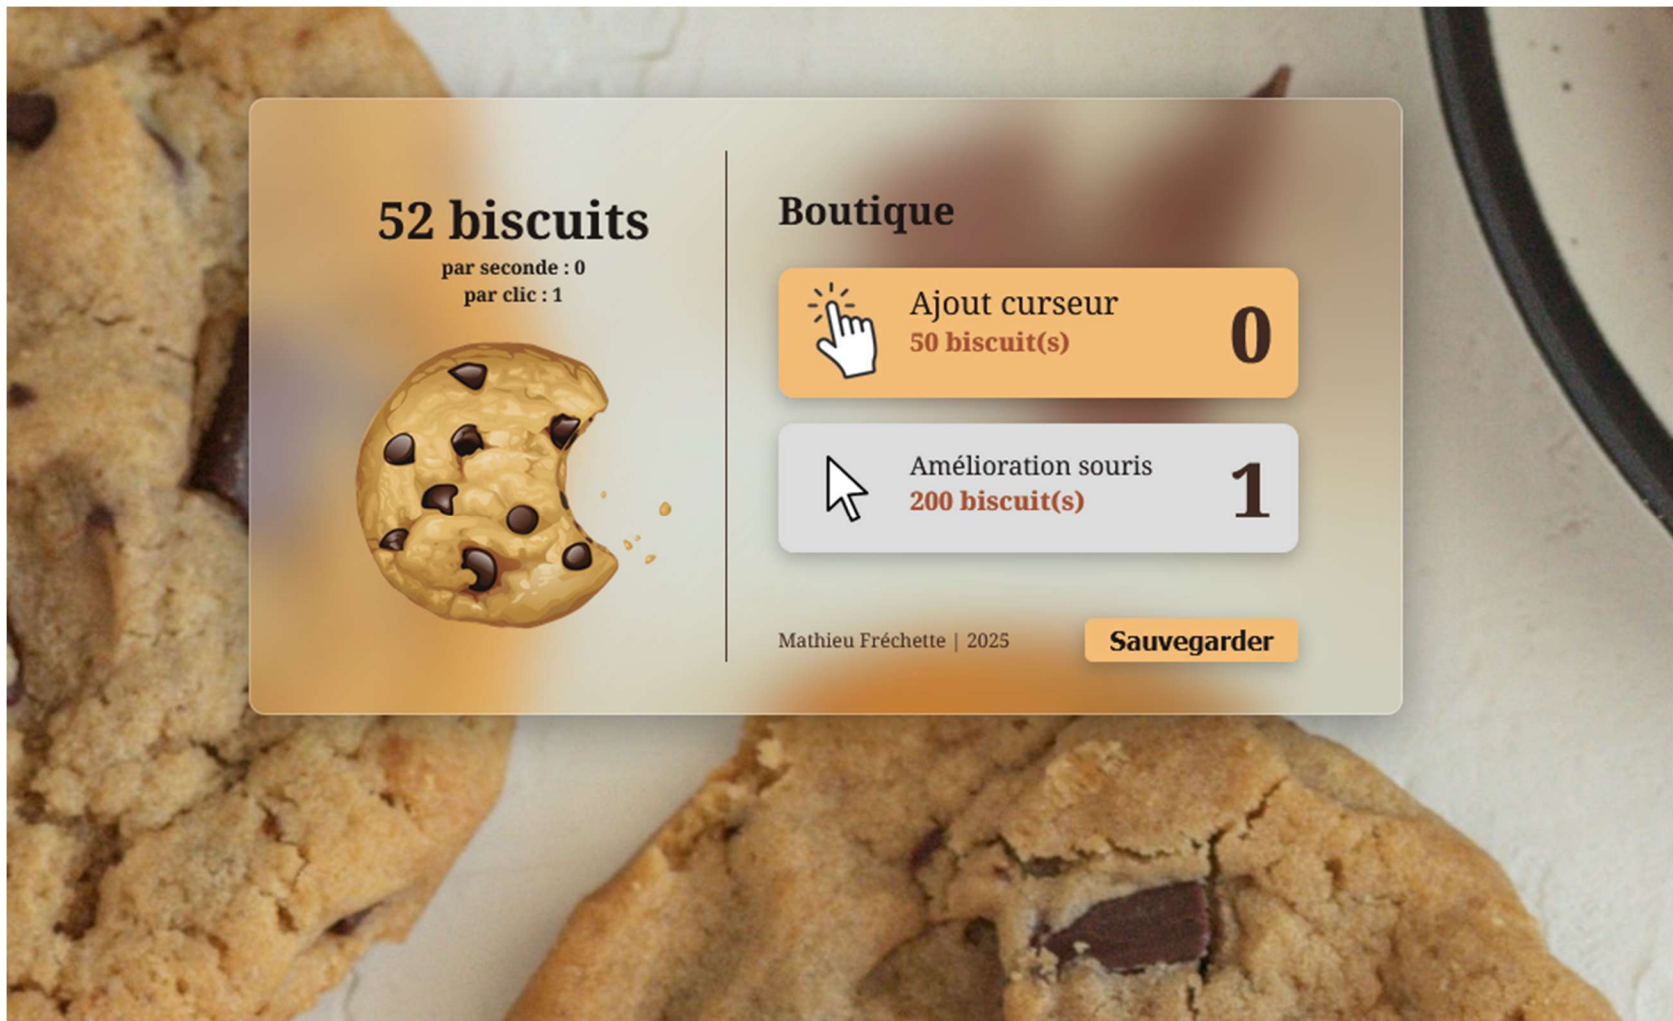 52 biscuits
par seconde : 0
par clic : 1
Boutique
Ajout curseur
50 biscuit(s)
0
Amélioration souris
200 biscuit(s)
1
Mathieu Fréchette | 2025
Sauvegarder